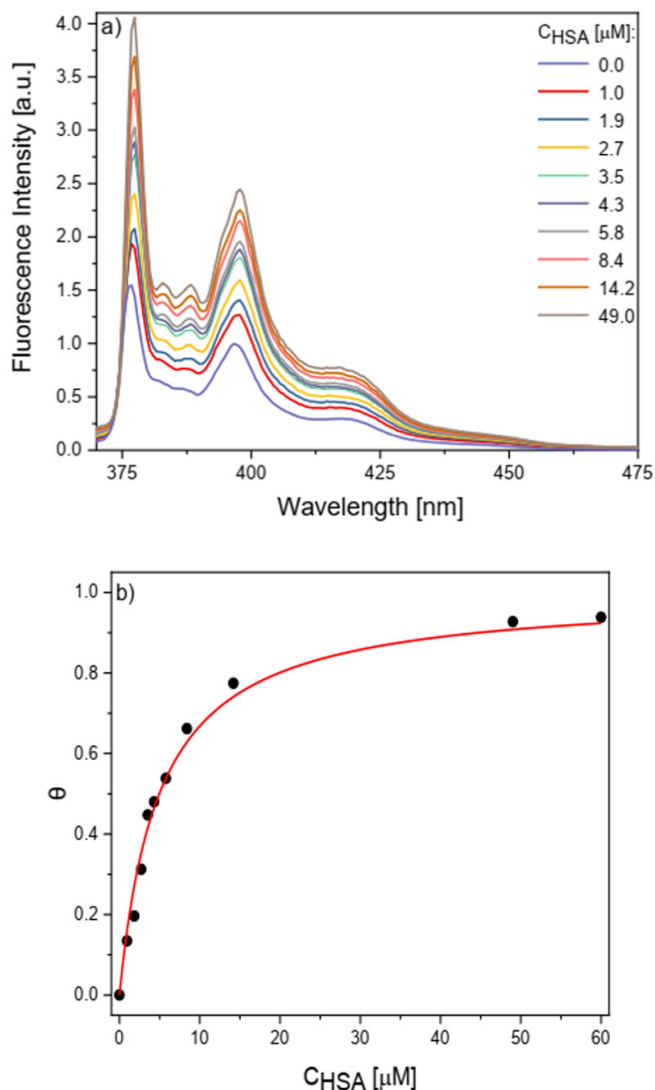 a)
C_HSA [μM]:
0.0
1.0
1.9
2.7
3.5
4.3
5.8
8.4
14.2
49.0
4.0
3.5
3.0
2.5
2.0
1.5
1.0
0.5
0.0
Fluorescence Intensity [a.u.]
375 400 425 450 475
Wavelength [nm]
b)
1.0
0.8
0.6
0.4
0.2
0.0
θ
0 10 20 30 40 50 60
C_HSA [μM]